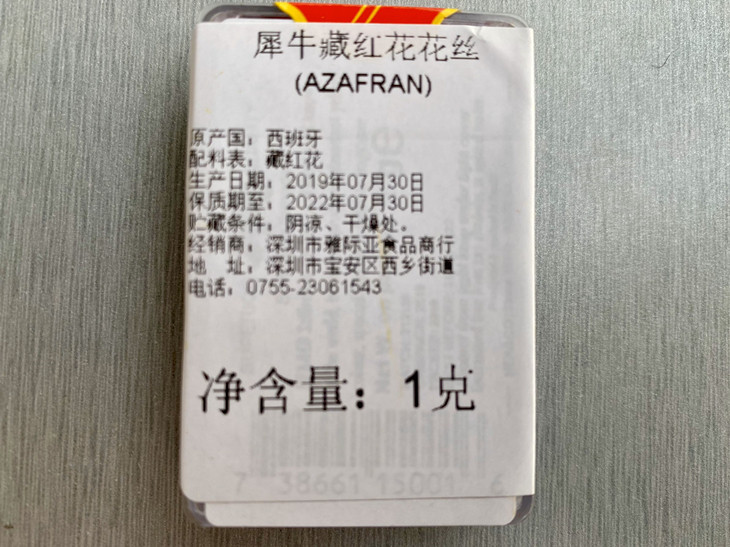 犀牛藏红花花丝
(AZAFRAN)
原产国：西班牙
配料表：藏红花
生产日期：2019年07月30日
保质期至：2022年07月30日
贮藏条件：阴凉、干燥处。
经销商：深圳市雅际亚食品商行
地　址：深圳市宝安区西乡街道
电话：0755-23061543
净含量：1克
7 38661 15001 6